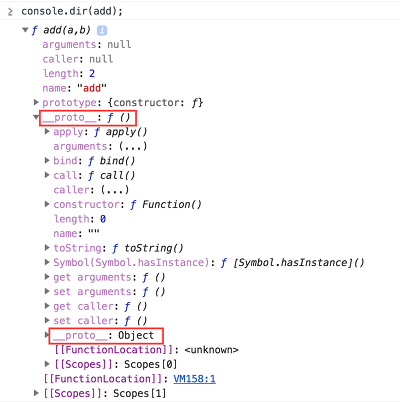 console.dir(add);
ƒ add(a,b) i
arguments: null
caller: null
length: 2
name: "add"
prototype: {constructor: ƒ}
__proto__: ƒ ()
apply: ƒ apply()
arguments: (...)
bind: ƒ bind()
call: ƒ call()
caller: (...)
constructor: ƒ Function()
length: 0
name: ""
toString: ƒ toString()
Symbol(Symbol.hasInstance): ƒ [Symbol.hasInstance]()
get arguments: ƒ ()
set arguments: ƒ ()
get caller: ƒ ()
set caller: ƒ ()
__proto__: Object
[[FunctionLocation]]: <unknown>
[[Scopes]]: Scopes[0]
[[FunctionLocation]]: VM158:1
[[Scopes]]: Scopes[1]